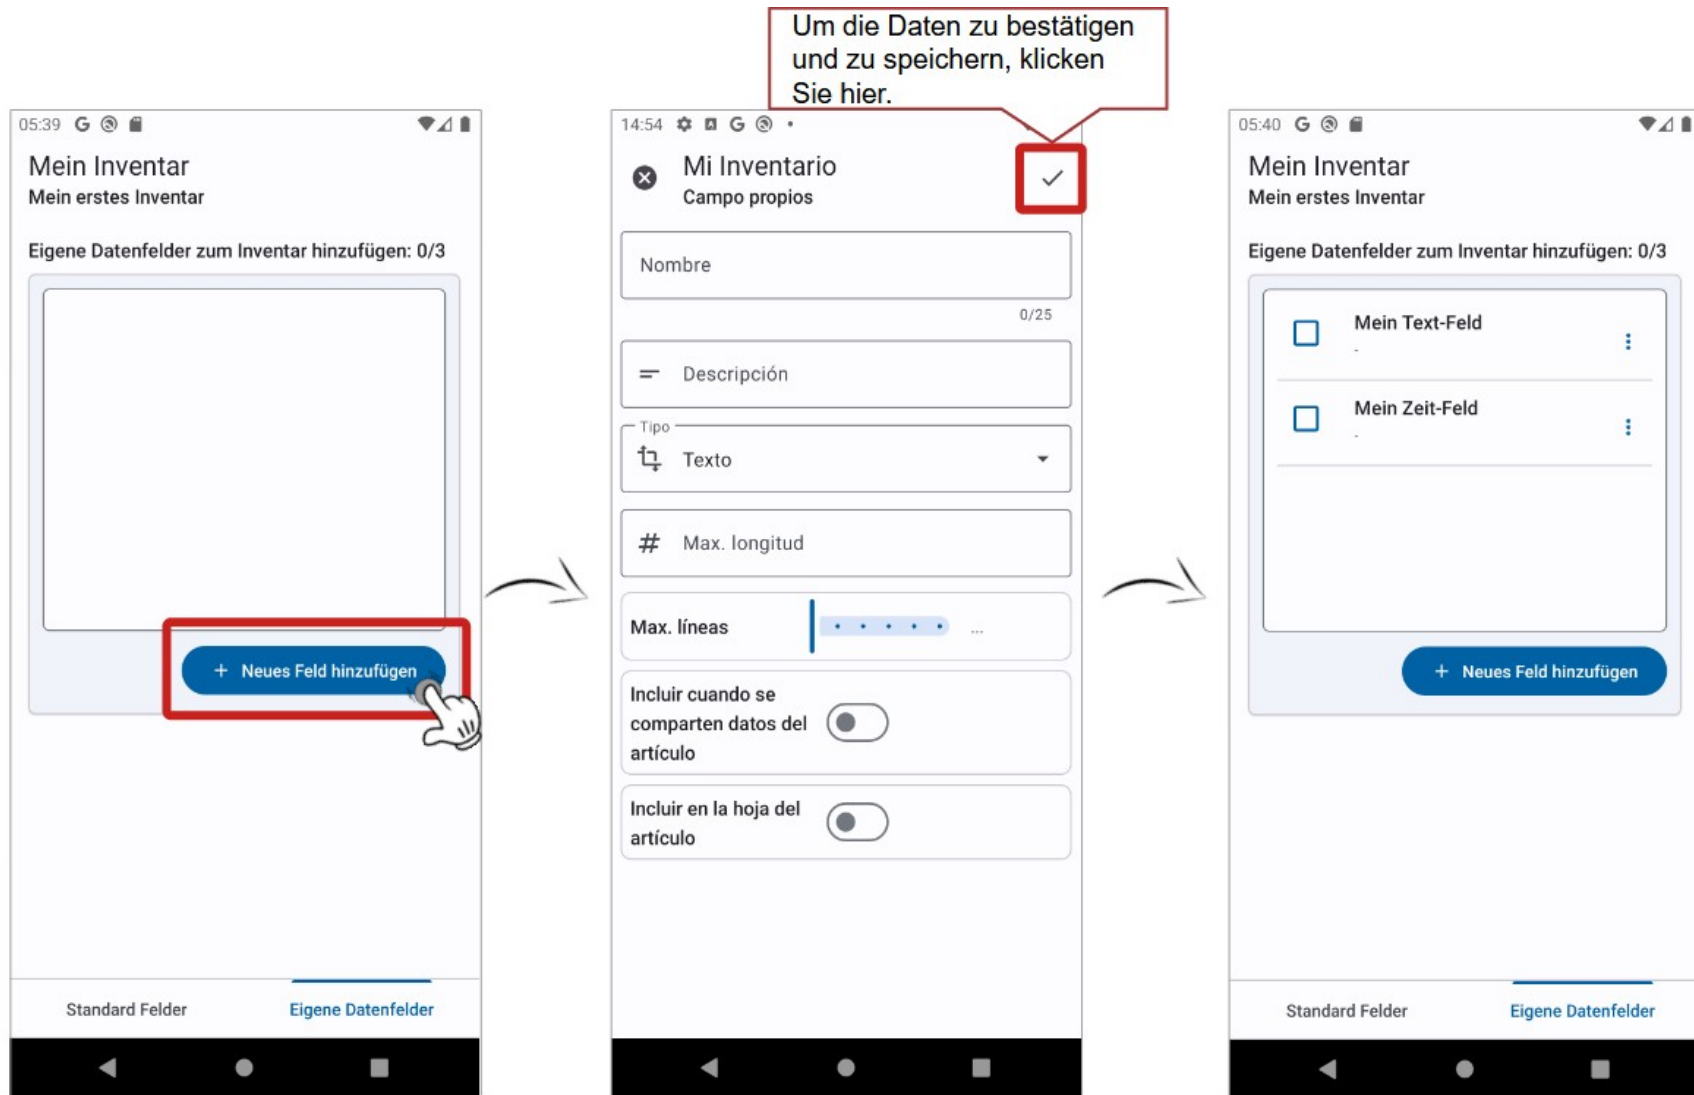 Um die Daten zu bestätigen
und zu speichern, klicken
Sie hier.
05:39 G
Mein Inventar
Mein erstes Inventar
Eigene Datenfelder zum Inventar hinzufügen: 0/3
+ Neues Feld hinzufügen
Standard Felder
Eigene Datenfelder
14:54 G
Mi Inventario
Campo propios
Nombre
0/25
Descripción
Tipo
Texto
# Max. longitud
Max. líneas ...
Incluir cuando se
comparten datos del
artículo
Incluir en la hoja del
artículo
05:40 G
Mein Inventar
Mein erstes Inventar
Eigene Datenfelder zum Inventar hinzufügen: 0/3
Mein Text-Feld
-
Mein Zeit-Feld
-
+ Neues Feld hinzufügen
Standard Felder
Eigene Datenfelder